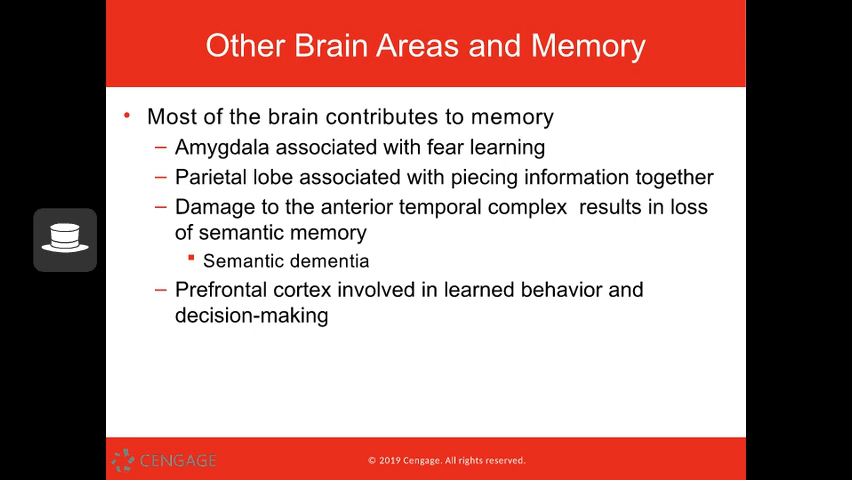 Other Brain Areas and Memory
• Most of the brain contributes to memory
– Amygdala associated with fear learning
– Parietal lobe associated with piecing information together
– Damage to the anterior temporal complex results in loss
of semantic memory
▪ Semantic dementia
– Prefrontal cortex involved in learned behavior and
decision-making
CENGAGE
© 2019 Cengage. All rights reserved.